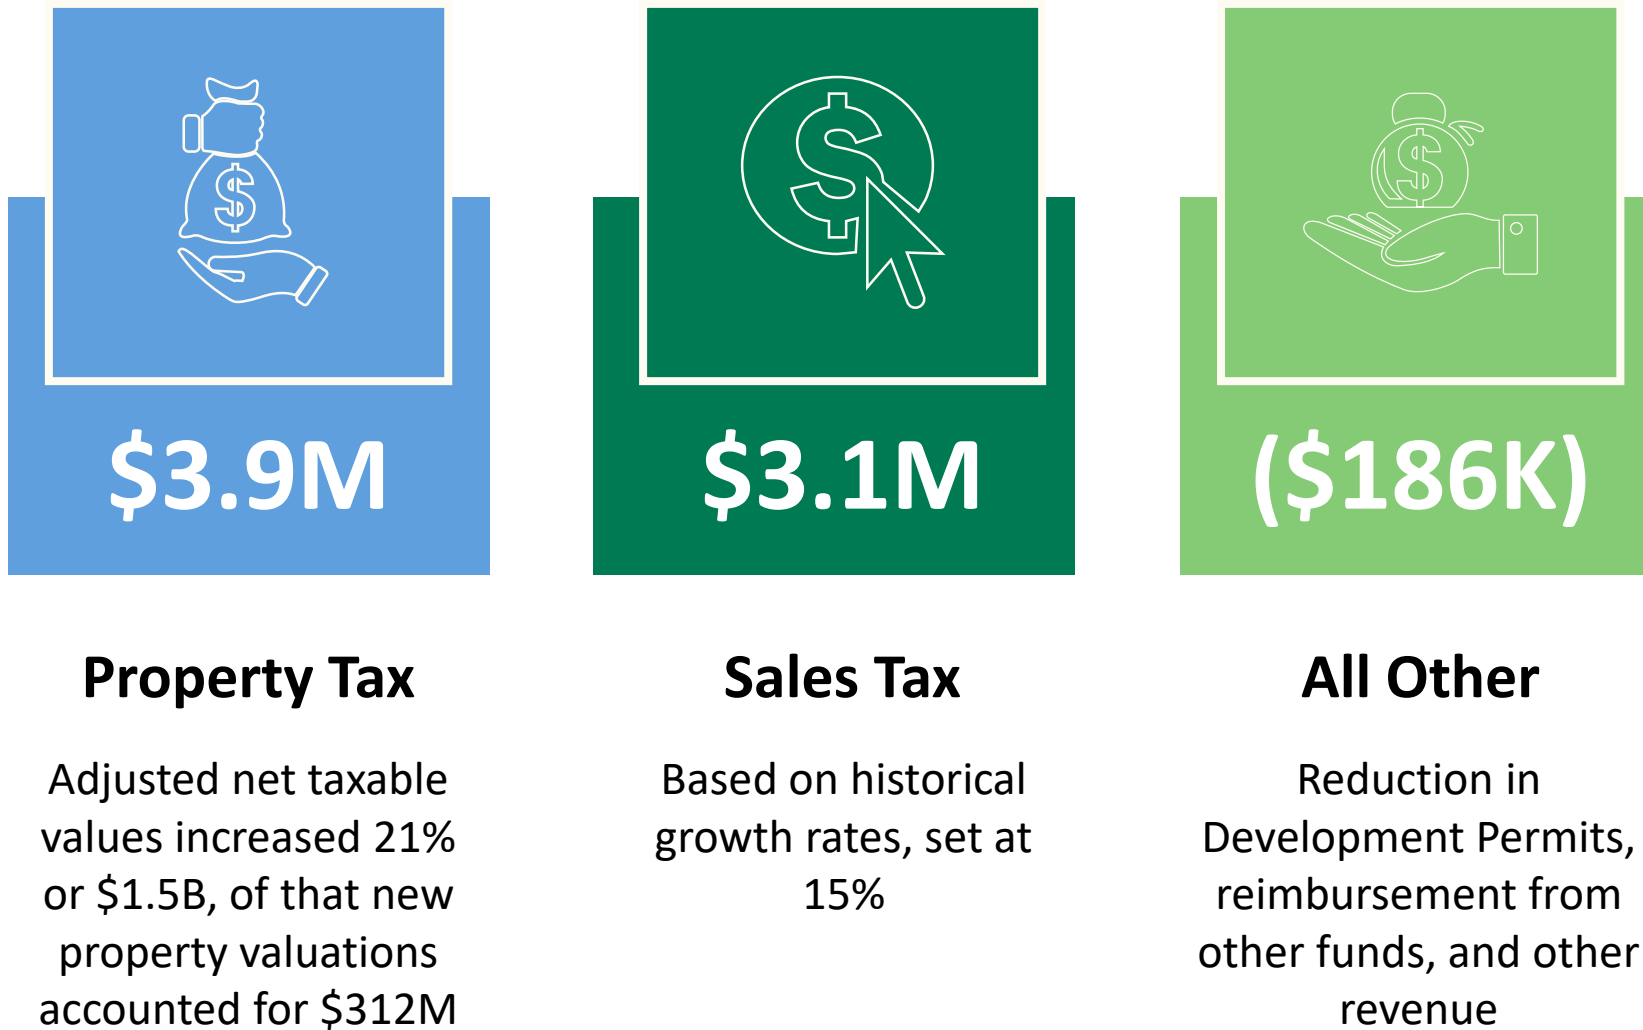 $3.9M
Property Tax
Adjusted net taxable
values increased 21%
or $1.5B, of that new
property valuations
accounted for $312M
$3.1M
Sales Tax
Based on historical
growth rates, set at
15%
($186K)
All Other
Reduction in
Development Permits,
reimbursement from
other funds, and other
revenue